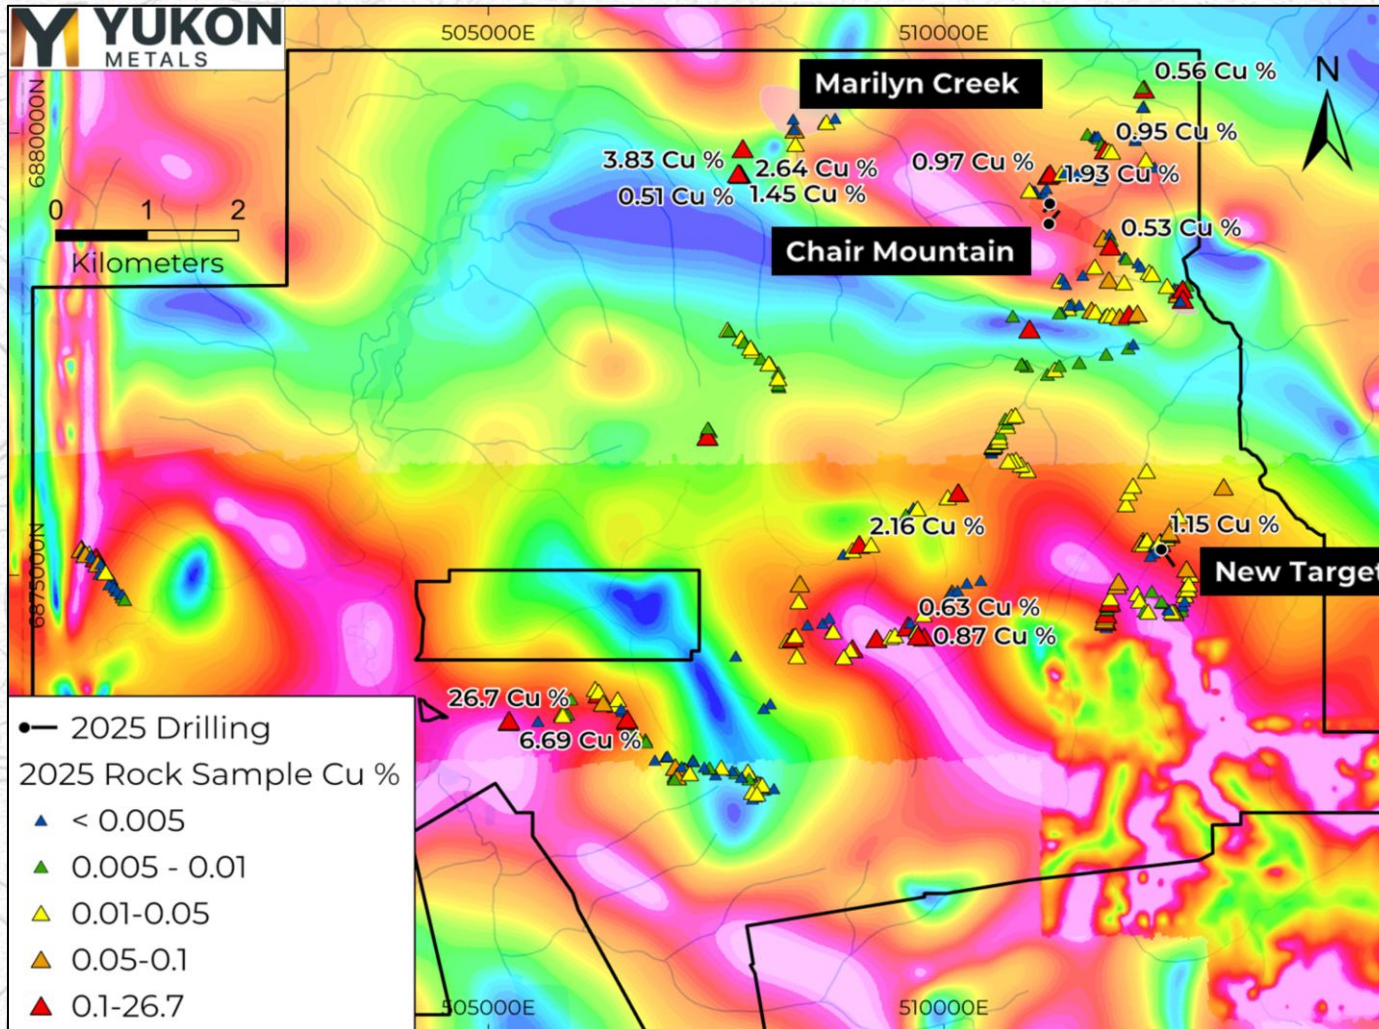 YUKON
METALS
505000E
510000E
N
6880000N
0.56 Cu %
Marilyn Creek
0.95 Cu %
3.83 Cu %
2.64 Cu %
0.97 Cu %
1.93 Cu %
0.51 Cu %
1.45 Cu %
0 1 2
Kilometers
0.53 Cu %
Chair Mountain
2.16 Cu %
1.15 Cu %
6875000N
New Target
0.63 Cu %
0.87 Cu %
26.7 Cu %
6.69 Cu %
2025 Drilling
2025 Rock Sample Cu %
< 0.005
0.005 - 0.01
0.01-0.05
0.05-0.1
0.1-26.7
505000E
510000E